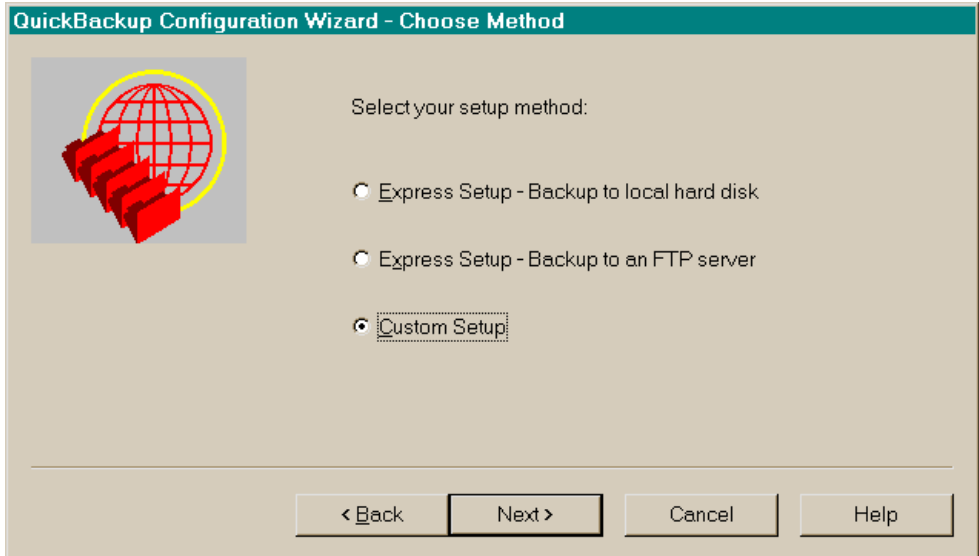 QuickBackup Configuration Wizard - Choose Method
Select your setup method:
Express Setup - Backup to local hard disk
Express Setup - Backup to an FTP server
Custom Setup
< Back Next > Cancel Help